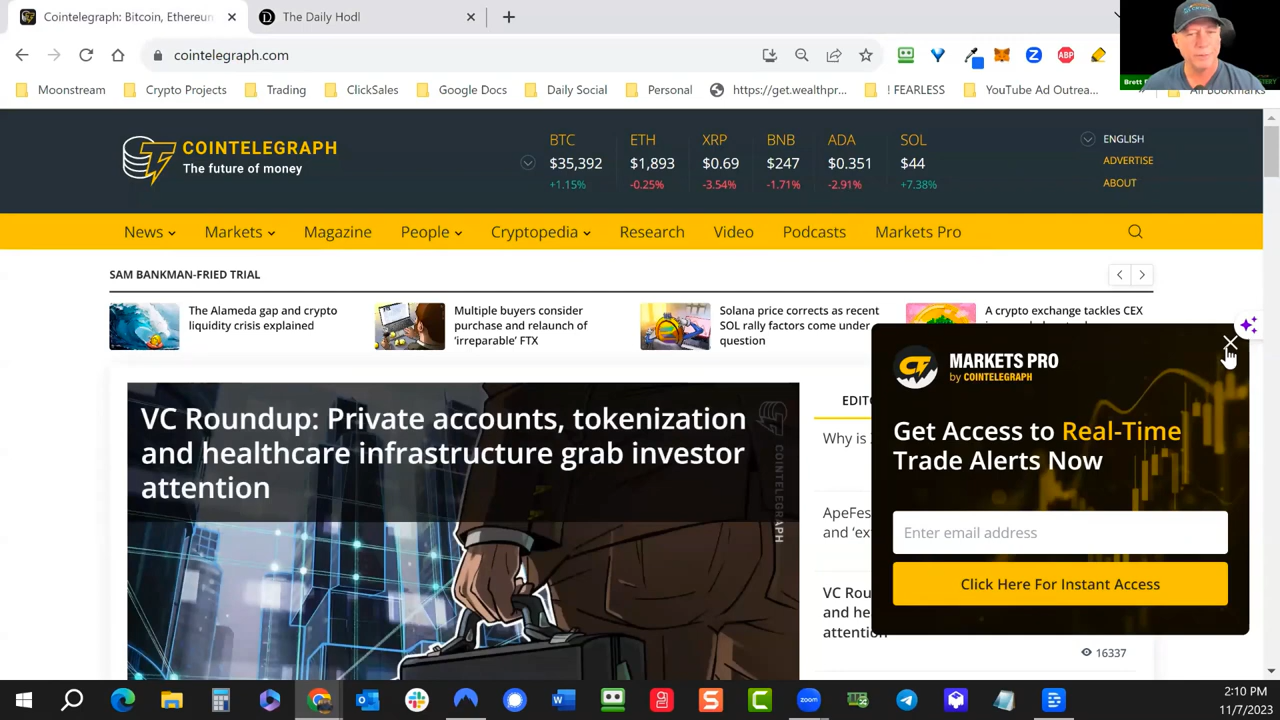 Cointelegraph: Bitcoin, Ethereun
The Daily Hodl
cointelegraph.com
ABP
Brett
Moonstream
Crypto Projects
Trading
ClickSales
Google Docs
Daily Social
Personal
https://get.wealthpr...
! FEARLESS
YouTube Ad Outrea...
All Bookmarks
COINTELEGRAPH
The future of money
BTC
ETH
XRP
BNB
ADA
SOL
$35,392
$1,893
$0.69
$247
$0.351
$44
+1.15%
-0.25%
-3.54%
-1.71%
-2.91%
+7.38%
ENGLISH
ADVERTISE
ABOUT
News
Markets
Magazine
People
Cryptopedia
Research
Video
Podcasts
Markets Pro
SAM BANKMAN-FRIED TRIAL
The Alameda gap and crypto
liquidity crisis explained
Multiple buyers consider
purchase and relaunch of
'irreparable' FTX
Solana price corrects as recent
SOL rally factors come under
question
A crypto exchange tackles CEX
VC Roundup: Private accounts, tokenization
and healthcare infrastructure grab investor
attention
COINTELEGRAPH
EDITO
Why is
ApeFes
and 'ex
VC Rou
and he
attention
16337
MARKETS PRO
by COINTELEGRAPH
Get Access to Real-Time
Trade Alerts Now
Enter email address
Click Here For Instant Access
zoom
2:10 PM
11/7/2023